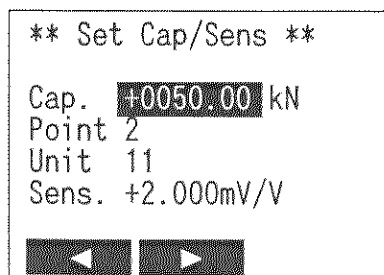 ** Set Cap/Sens **
Cap. +0050.00 kN
Point 2
Unit 11
Sens. +2.000mV/V